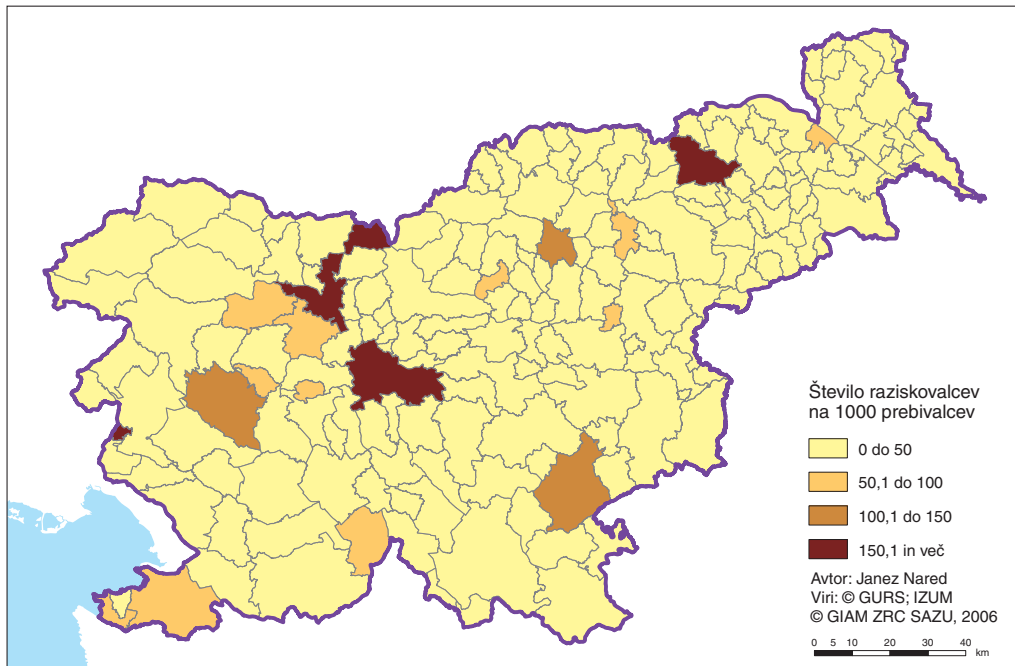 Število raziskovalcev
na 1000 prebivalcev
0 do 50
50,1 do 100
100,1 do 150
150,1 in več
Avtor: Janez Nared
Viri: © GURS; IZUM
© GIAM ZRC SAZU, 2006
0 5 10 20 30 40
km